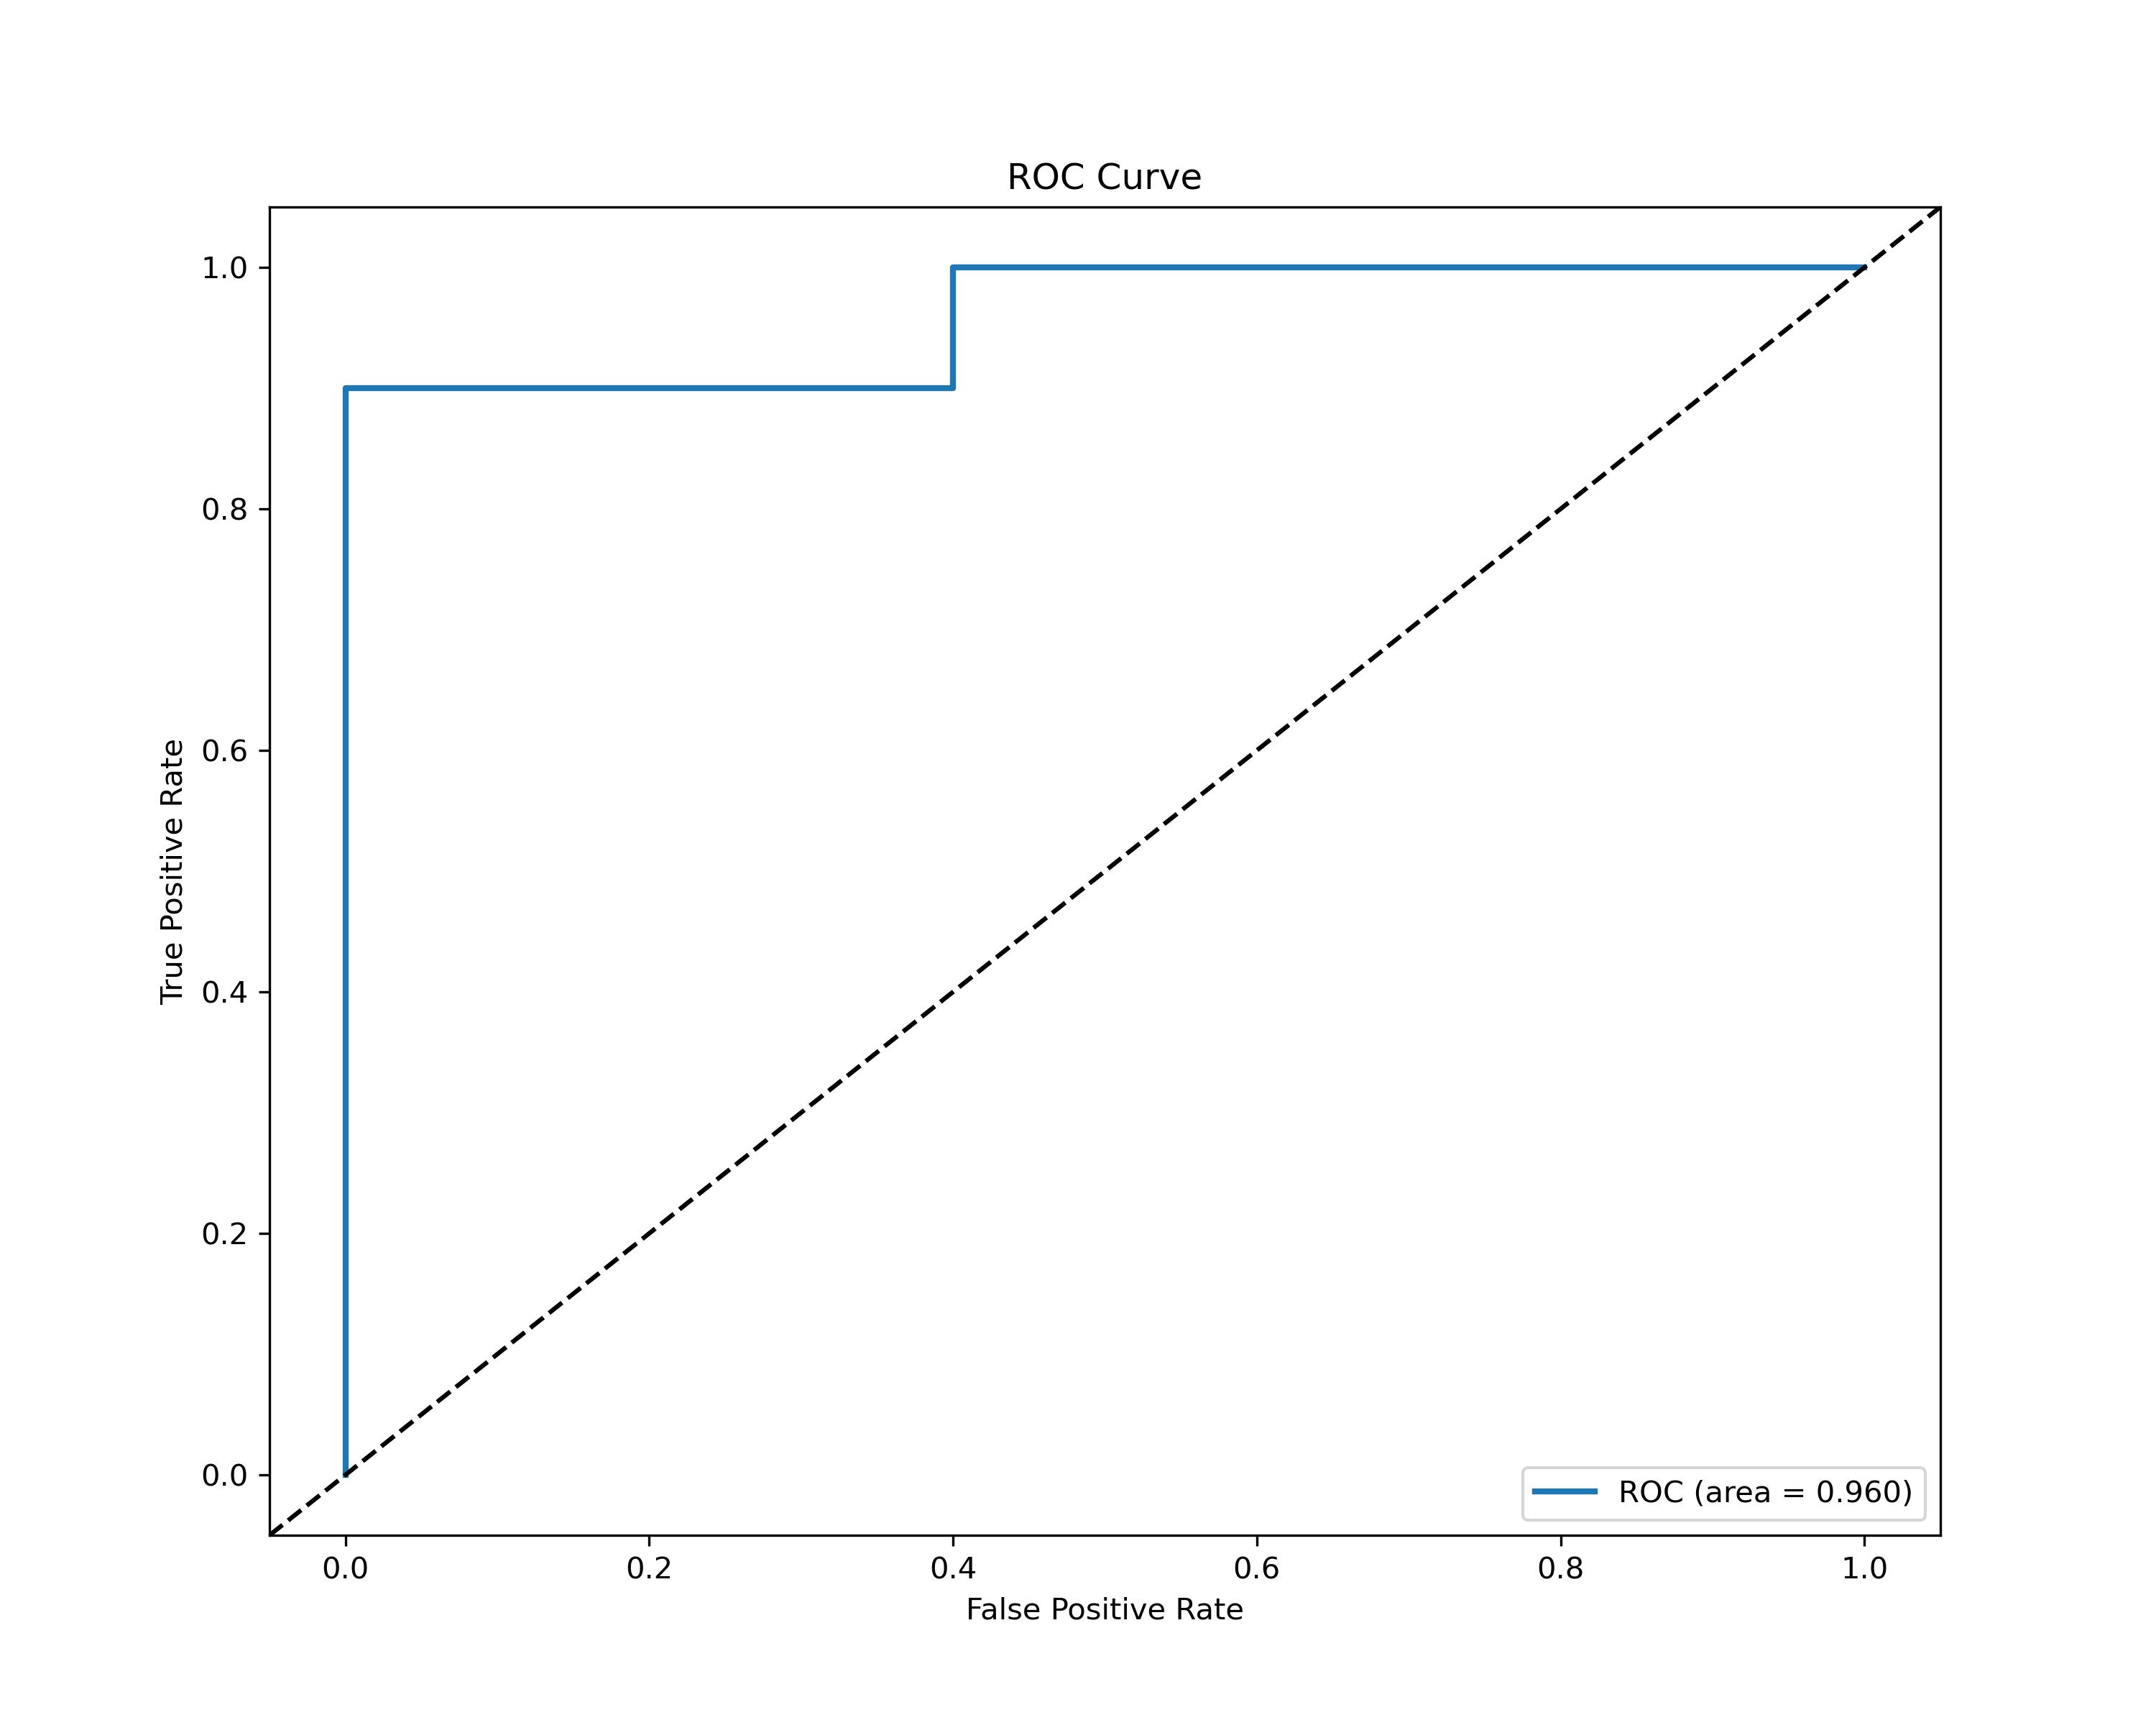 ROC Curve
1.0
0.8
0.6
0.4
0.2
0.0
True Positive Rate
0.0 0.2 0.4 0.6 0.8 1.0
False Positive Rate
ROC (area = 0.960)